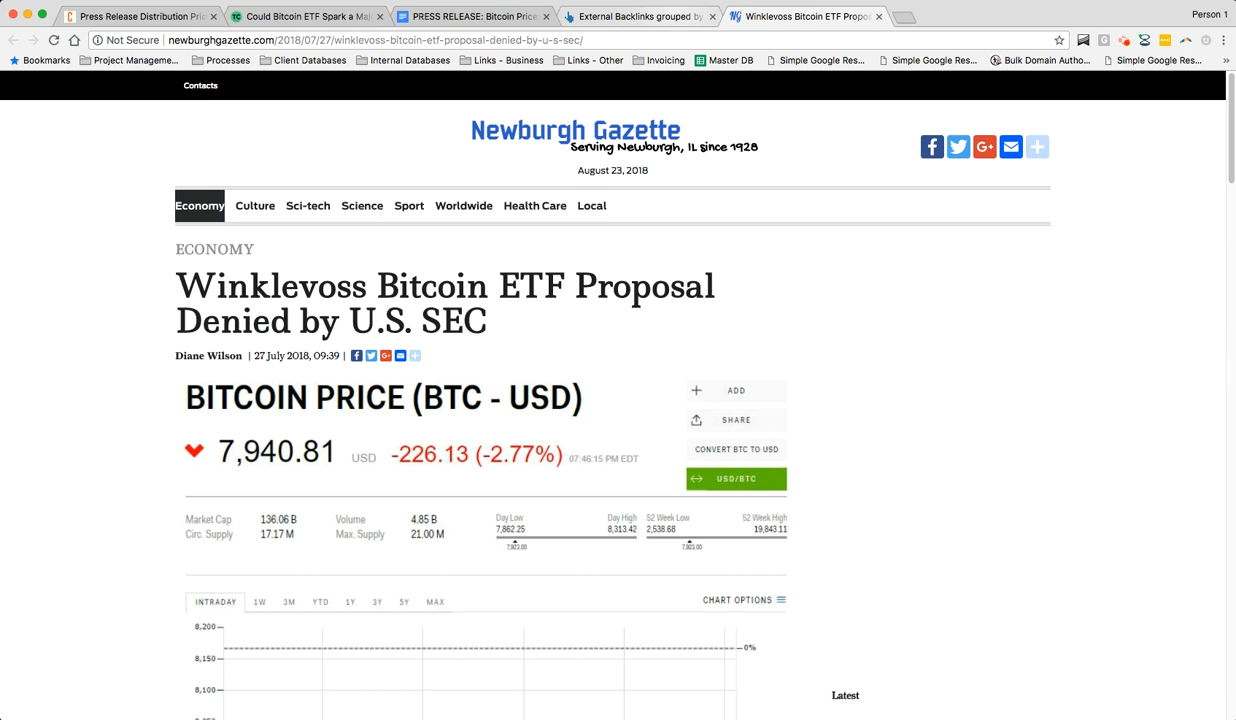 Press Release Distribution Pri
Could Bitcoin ETF Spark a Maj
PRESS RELEASE: Bitcoin Price
External Backlinks grouped by
Winklevoss Bitcoin ETF Propos
Person 1
Not Secure | newburghgazette.com/2018/07/27/winklevoss-bitcoin-etf-proposal-denied-by-u-s-sec/
Bookmarks
Project Manageme...
Processes
Client Databases
Internal Databases
Links - Business
Links - Other
Invoicing
Master DB
Simple Google Res...
Simple Google Res...
Bulk Domain Autho...
Simple Google Res...
Contacts
Newburgh Gazette
Serving Newburgh, IL since 1928
August 23, 2018
Economy Culture Sci-tech Science Sport Worldwide Health Care Local
ECONOMY
Winklevoss Bitcoin ETF Proposal
Denied by U.S. SEC
Diane Wilson | 27 July 2018, 09:39 |
BITCOIN PRICE (BTC - USD)
7,940.81 USD -226.13 (-2.77%) 07:46:15 PM EDT
ADD
SHARE
CONVERT BTC TO USD
USD/BTC
Market Cap 136.06 B Volume 4.85 B
Circ. Supply 17.17 M Max. Supply 21.00 M
Day Low Day High
7,862.25 8,313.42
7,923.00
52 Week Low 52 Week High
2,538.68 19,843.11
7,923.00
INTRADAY 1W 3M YTD 1Y 3Y 5Y MAX
CHART OPTIONS
8,200
0%
8,150
8,100
Latest